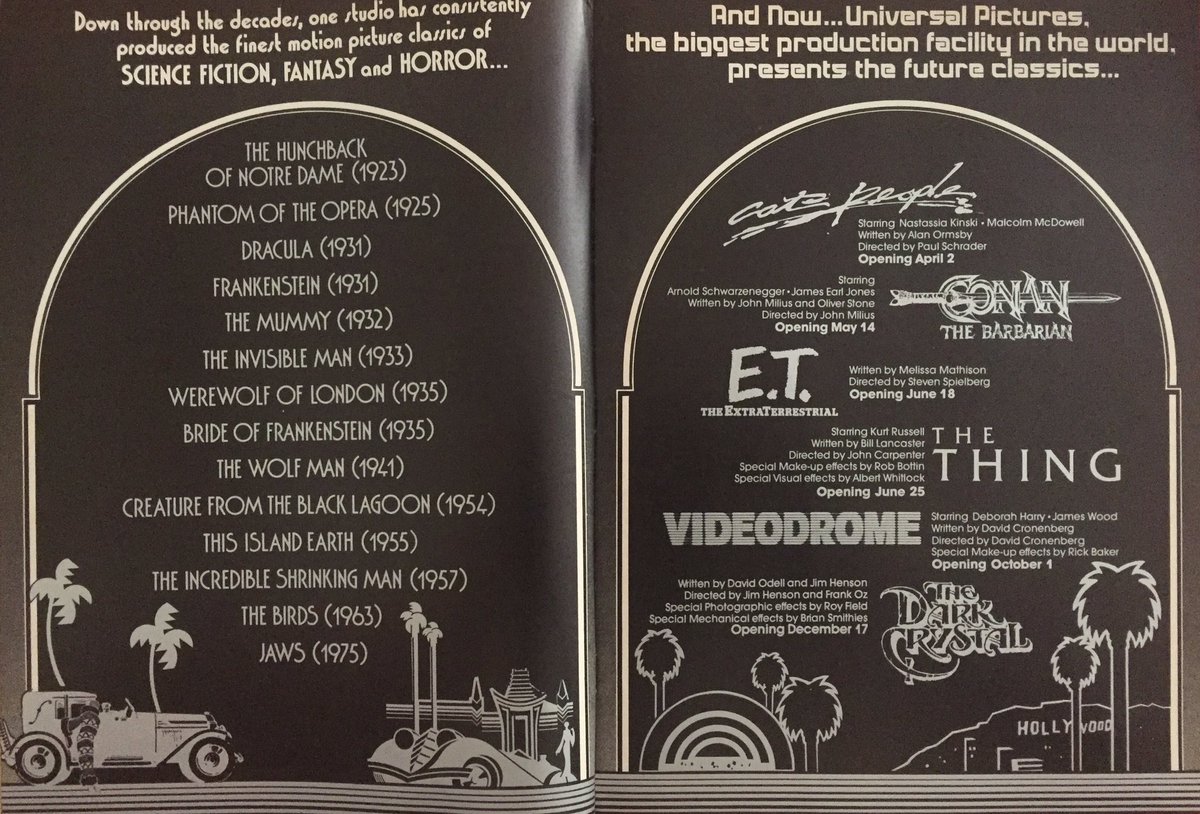 Down through the decades, one studio has consistently
produced the finest motion picture classics of
SCIENCE FICTION, FANTASY and HORROR...
THE HUNCHBACK
OF NOTRE DAME (1923)
PHANTOM OF THE OPERA (1925)
DRACULA (1931)
FRANKENSTEIN (1931)
THE MUMMY (1932)
THE INVISIBLE MAN (1933)
WEREWOLF OF LONDON (1935)
BRIDE OF FRANKENSTEIN (1935)
THE WOLF MAN (1941)
CREATURE FROM THE BLACK LAGOON (1954)
THIS ISLAND EARTH (1955)
THE INCREDIBLE SHRINKING MAN (1957)
THE BIRDS (1963)
JAWS (1975)
And Now...Universal Pictures,
the biggest production facility in the world,
presents the future classics...
cat people
Starring Nastassia Kinski • Malcolm McDowell
Written by Alan Ormsby
Directed by Paul Schrader
Opening April 2
Starring
Arnold Schwarzenegger • James Earl Jones
Written by John Milius and Oliver Stone
Directed by John Milius
Opening May 14
CONAN
THE BARBARIAN
E.T.
THE EXTRATERRESTRIAL
Written by Melissa Mathison
Directed by Steven Spielberg
Opening June 18
Starring Kurt Russell
Written by Bill Lancaster
Directed by John Carpenter
Special Make-up effects by Rob Bottin
Special Visual effects by Albert Whitlock
Opening June 25
THE
THING
VIDEODROME
Starring Deborah Harry • James Wood
Written by David Cronenberg
Directed by David Cronenberg
Special Make-up effects by Rick Baker
Opening October 1
Written by David Odell and Jim Henson
Directed by Jim Henson and Frank Oz
Special Photographic effects by Roy Field
Special Mechanical effects by Brian Smithies
Opening December 17
THE
DARK
CRYSTAL
HOLLYWOOD